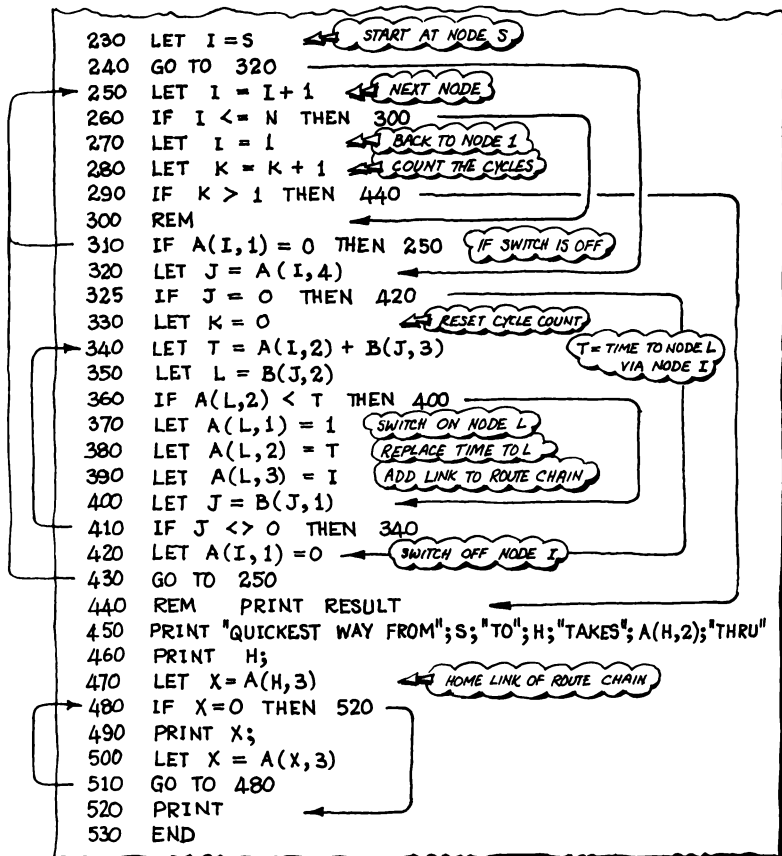 230 LET I = S START AT NODE S
240 GO TO 320
250 LET I = I + 1 NEXT NODE
260 IF I <= N THEN 300
270 LET I = 1 BACK TO NODE 1
280 LET K = K + 1 COUNT THE CYCLES
290 IF K > 1 THEN 440
300 REM
310 IF A(I,1) = 0 THEN 250 IF SWITCH IS OFF
320 LET J = A(I,4)
325 IF J = 0 THEN 420
330 LET K = 0 RESET CYCLE COUNT
340 LET T = A(I,2) + B(J,3) T = TIME TO NODE L
350 LET L = B(J,2) VIA NODE I
360 IF A(L,2) < T THEN 400
370 LET A(L,1) = 1 SWITCH ON NODE L
380 LET A(L,2) = T REPLACE TIME TO L
390 LET A(L,3) = I ADD LINK TO ROUTE CHAIN
400 LET J = B(J,1)
410 IF J <> 0 THEN 340
420 LET A(I,1) = 0 SWITCH OFF NODE I
430 GO TO 250
440 REM PRINT RESULT
450 PRINT "QUICKEST WAY FROM"; S; "TO"; H; "TAKES"; A(H,2); "THRU"
460 PRINT H;
470 LET X = A(H,3) HOME LINK OF ROUTE CHAIN
480 IF X = 0 THEN 520
490 PRINT X;
500 LET X = A(X,3)
510 GO TO 480
520 PRINT
530 END